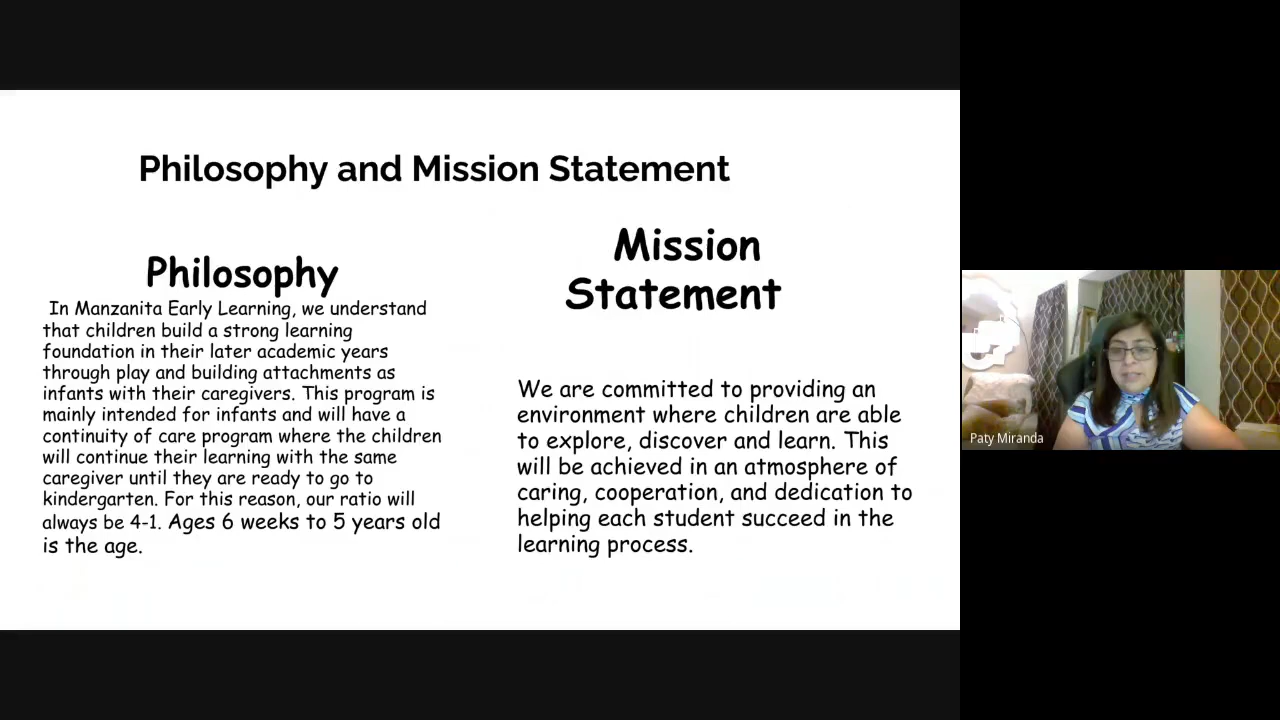 Philosophy and Mission Statement
Philosophy
In Manzanita Early Learning, we understand
that children build a strong learning
foundation in their later academic years
through play and building attachments as
infants with their caregivers. This program is
mainly intended for infants and will have a
continuity of care program where the children
will continue their learning with the same
caregiver until they are ready to go to
kindergarten. For this reason, our ratio will
always be 4-1. Ages 6 weeks to 5 years old
is the age.
Mission
Statement
We are committed to providing an
environment where children are able
to explore, discover and learn. This
will be achieved in an atmosphere of
caring, cooperation, and dedication to
helping each student succeed in the
learning process.
Paty Miranda